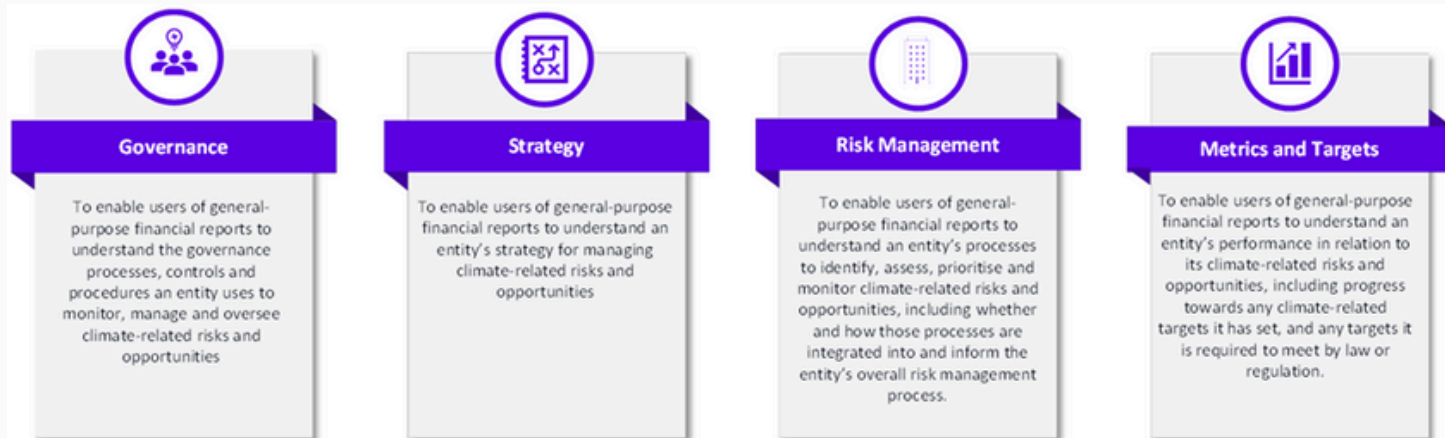 Governance
To enable users of general-
purpose financial reports to
understand the governance
processes, controls and
procedures an entity uses to
monitor, manage and oversee
climate-related risks and
opportunities
Strategy
To enable users of general-purpose
financial reports to understand an
entity's strategy for managing
climate-related risks and
opportunities
Risk Management
To enable users of general-
purpose financial reports to
understand an entity's processes
to identify, assess, prioritise and
monitor climate-related risks and
opportunities, including whether
and how those processes are
integrated into and inform the
entity's overall risk management
process.
Metrics and Targets
To enable users of general-purpose
financial reports to understand an
entity's performance in relation to
its climate-related risks and
opportunities, including progress
towards any climate-related
targets it has set, and any targets it
is required to meet by law or
regulation.